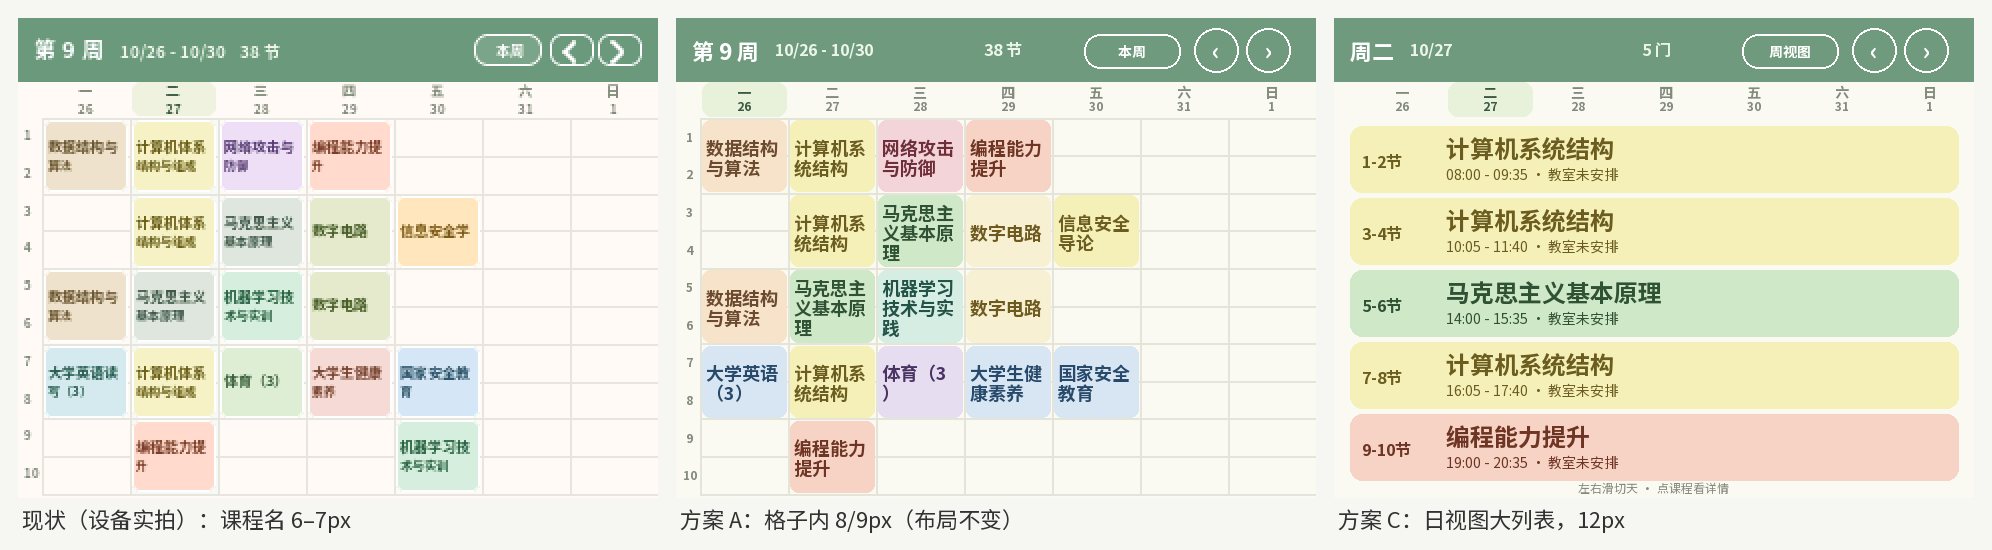 第 9 周 10/26 - 10/30 38 节 本周
一 二 三 四 五 六 日
26 27 28 29 30 31 1
1
2
数据结构与
算法
计算机体系
结构与组成
网络攻击与
防御
编程能力提
升
3
4
计算机体系
结构与组成
马克思主义
基本原理
数字电路
信息安全学
5
6
数据结构与
算法
马克思主义
基本原理
机器学习技
术与实训
数字电路
7
8
大学英语读
写（3）
计算机体系
结构与组成
体育（3）
大学生健康
素养
国家安全教
育
9
10
编程能力提
升
机器学习技
术与实训
现状（设备实拍）：课程名 6–7px
第 9 周 10/26 - 10/30 38 节 本周 ‹ ›
一 二 三 四 五 六 日
26 27 28 29 30 31 1
1
2
数据结构
与算法
计算机系
统结构
网络攻击
与防御
编程能力
提升
3
4
计算机系
统结构
马克思主
义基本原
理
数字电路
信息安全
导论
5
6
数据结构
与算法
马克思主
义基本原
理
机器学习
技术与实
践
数字电路
7
8
大学英语
（3）
计算机系
统结构
体育（3
）
大学生健
康素养
国家安全
教育
9
10
编程能力
提升
方案 A：格子内 8/9px（布局不变）
周二 10/27 5 门 周视图 ‹ ›
一 二 三 四 五 六 日
26 27 28 29 30 31 1
1-2节
计算机系统结构
08:00 - 09:35 · 教室未安排
3-4节
计算机系统结构
10:05 - 11:40 · 教室未安排
5-6节
马克思主义基本原理
14:00 - 15:35 · 教室未安排
7-8节
计算机系统结构
16:05 - 17:40 · 教室未安排
9-10节
编程能力提升
19:00 - 20:35 · 教室未安排
左右滑切天 · 点课程看详情
方案 C：日视图大列表，12px